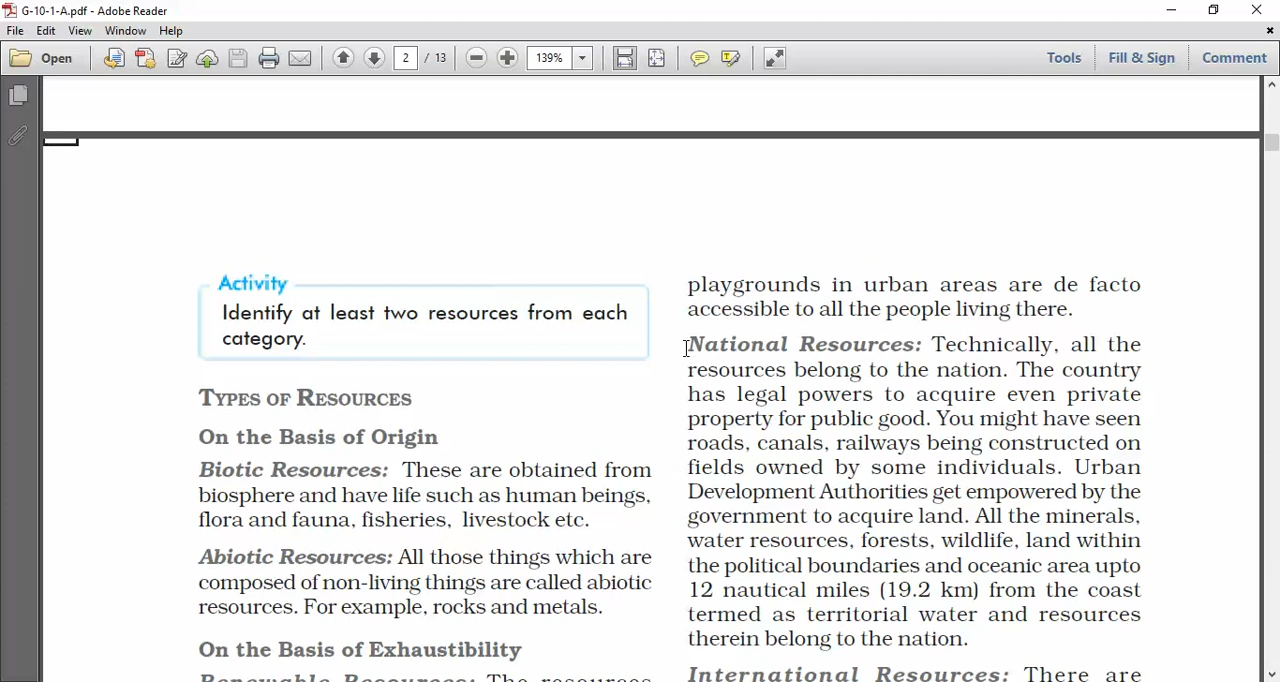 G-10-1-A.pdf - Adobe Reader
File Edit View Window Help
Open 2 / 13 139% Tools Fill & Sign Comment
Activity
Identify at least two resources from each
category.
TYPES OF RESOURCES
On the Basis of Origin
Biotic Resources: These are obtained from
biosphere and have life such as human beings,
flora and fauna, fisheries, livestock etc.
Abiotic Resources: All those things which are
composed of non-living things are called abiotic
resources. For example, rocks and metals.
On the Basis of Exhaustibility
Renewable Resources: The resources
playgrounds in urban areas are de facto
accessible to all the people living there.
National Resources: Technically, all the
resources belong to the nation. The country
has legal powers to acquire even private
property for public good. You might have seen
roads, canals, railways being constructed on
fields owned by some individuals. Urban
Development Authorities get empowered by the
government to acquire land. All the minerals,
water resources, forests, wildlife, land within
the political boundaries and oceanic area upto
12 nautical miles (19.2 km) from the coast
termed as territorial water and resources
therein belong to the nation.
International Resources: There are